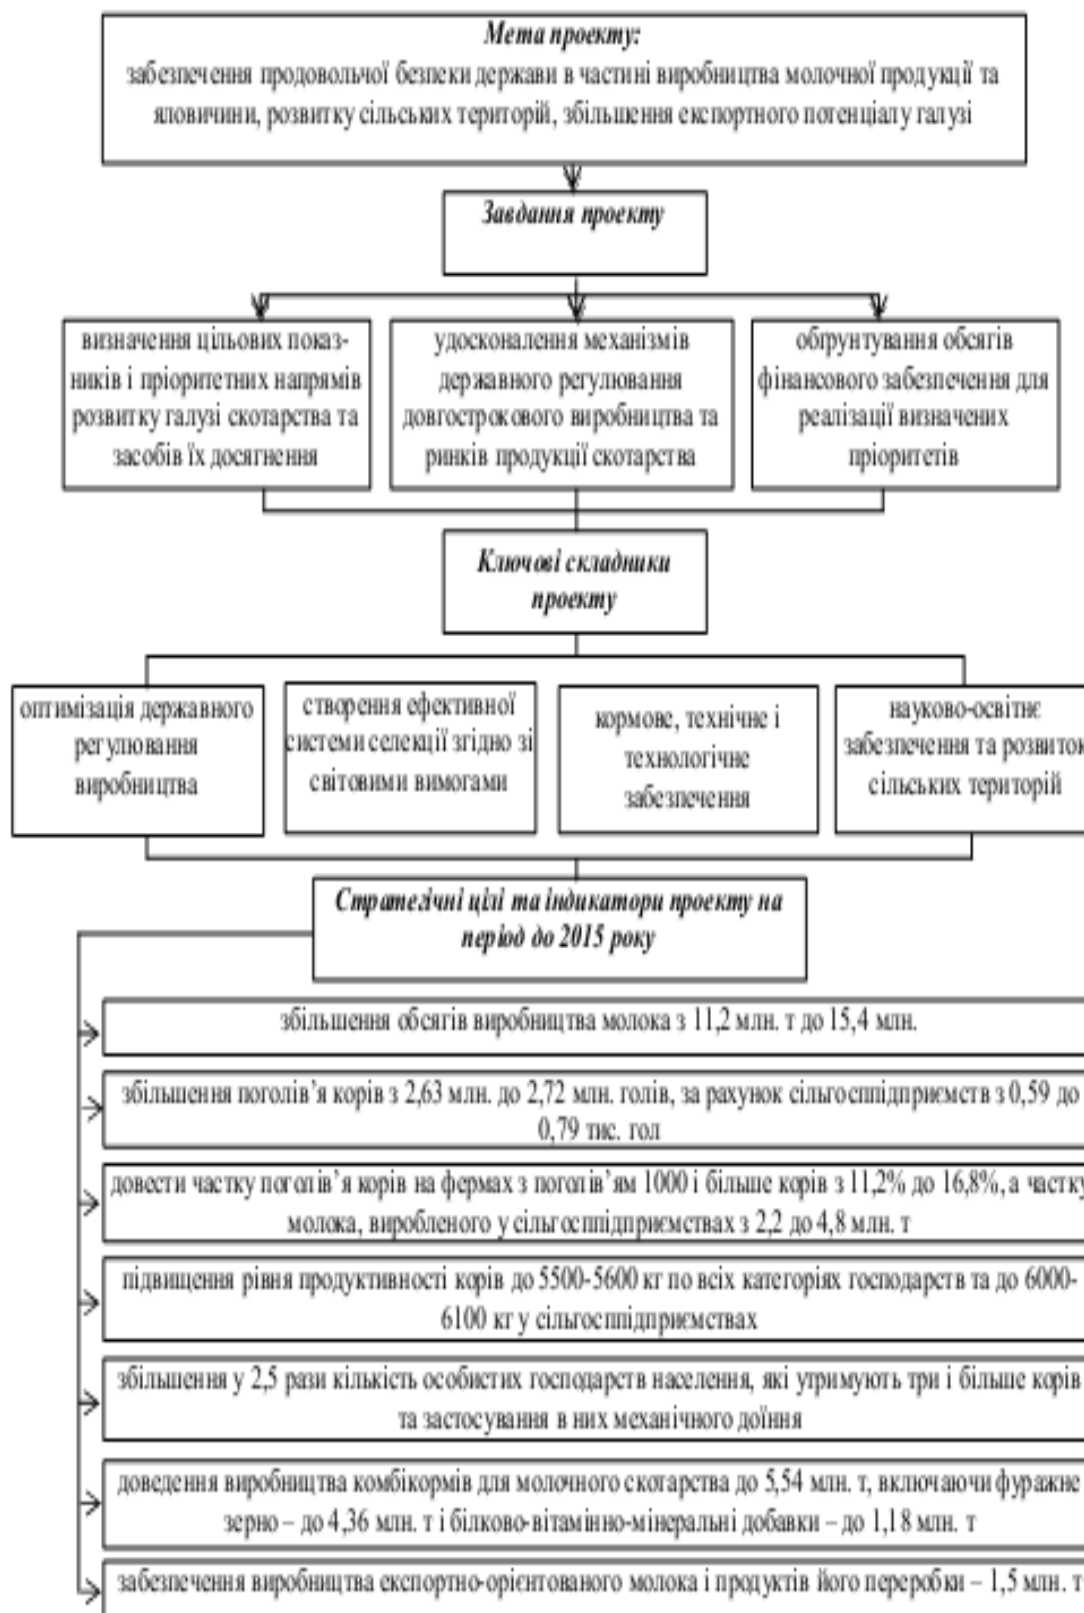 Мета проекту:
забезпечення продовольчої безпеки держави в частині виробництва молочної продукції та
яловичини, розвитку сільських територій, збільшення експортного потенціалу галузі
Завдання проекту
визначення цільових показ-
ників і пріоритетних напрямів
розвитку галузі скотарства та
засобів їх досягнення
удосконалення механізмів
державного регулювання
довгострокового виробництва та
ринків продукції скотарства
обґрунтування обсягів
фінансового забезпечення для
реалізації визначених
пріоритетів
Ключові складники
проекту
оптимізація державного
регулювання
виробництва
створення ефективної
системи селекції згідно зі
світовими вимогами
кормове, технічне і
технологічне
забезпечення
науково-освітнє
забезпечення та розвиток
сільських територій
Стратегічні цілі та індикатори проекту на
період до 2015 року
збільшення обсягів виробництва молока з 11,2 млн. т до 15,4 млн.
збільшення поголів’я корів з 2,63 млн. до 2,72 млн. голів, за рахунок сільгосппідприємств з 0,59 до
0,79 тис. гол
довести частку поголів’я корів на фермах з поголів’ям 1000 і більше корів з 11,2% до 16,8%, а частку
молока, виробленого у сільгосппідприємствах з 2,2 до 4,8 млн. т
підвищення рівня продуктивності корів до 5500-5600 кг по всіх категоріях господарств та до 6000-
6100 кг у сільгосппідприємствах
збільшення у 2,5 рази кількість особистих господарств населення, які утримують три і більше корів
та застосування в них механічного доїння
доведення виробництва комбікормів для молочного скотарства до 5,54 млн. т, включаючи фуражне
зерно – до 4,36 млн. т і білково-вітамінно-мінеральні добавки – до 1,18 млн. т
забезпечення виробництва експортно-орієнтованого молока і продуктів його переробки – 1,5 млн. т